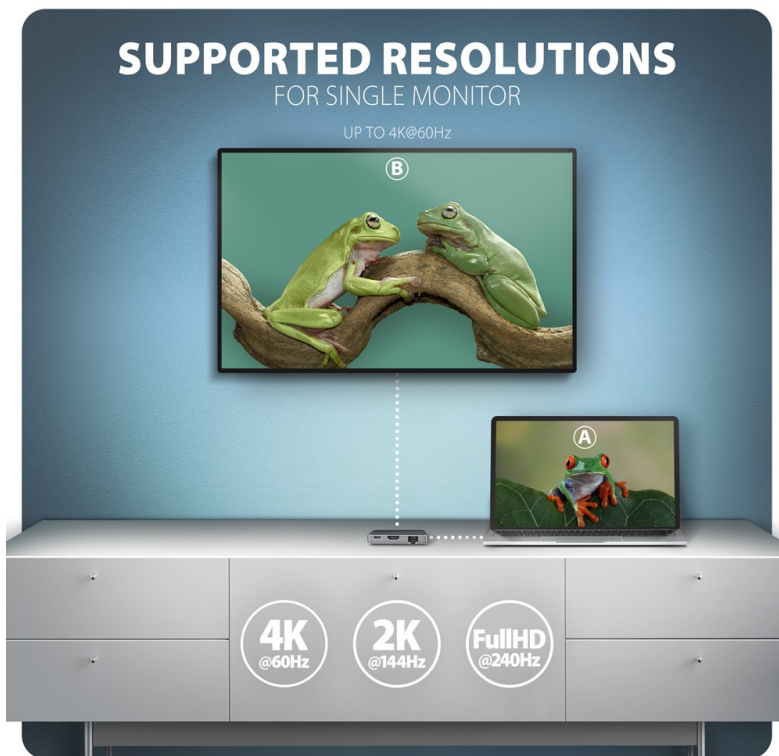 SUPPORTED RESOLUTIONS
FOR SINGLE MONITOR
UP TO 4K@60Hz
B
A
4K
@60Hz
2K
@144Hz
FullHD
@240Hz